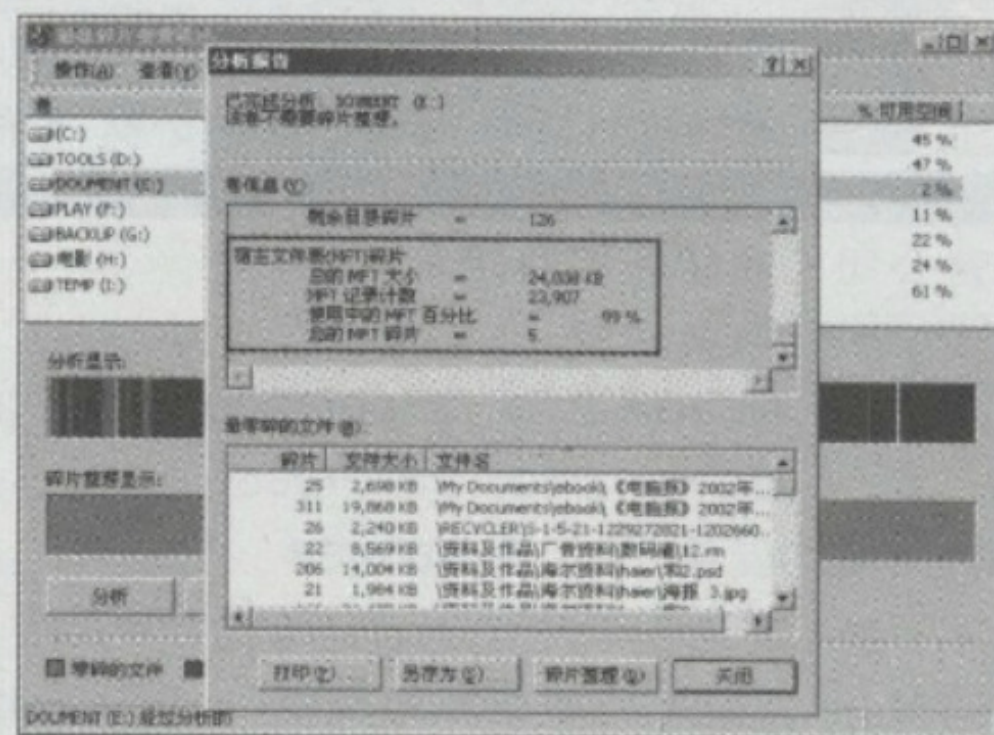 操作(A) 查看(V)
分析报告
已完成分析 DOUMENT (E:)
该卷不需要碎片整理。
卷
% 可用空间
(C:)
45 %
TOOLS (D:)
47 %
DOUMENT (E:)
2 %
PLAY (F:)
11 %
BACKUP (G:)
22 %
电影 (H:)
24 %
TEMP (I:)
61 %
卷信息(V)
剩余目录碎片 = 126
宿主文件表(MFT)碎片
总的 MFT 大小 = 24,038 KB
MFT 记录计数 = 23,907
使用中的 MFT 百分比 = 99 %
总的 MFT 碎片 = 5
分析显示:
最零碎的文件(M)
碎片 文件大小 文件名
25 2,698 KB \My Documents\ebook\《电脑报》2002年...
311 19,868 KB \My Documents\ebook\《电脑报》2002年...
26 2,240 KB \RECYCLER\S-1-5-21-1229272821-1202660...
22 8,569 KB \资料及作品\广告资料\数码港\12.rm
206 14,004 KB \资料及作品\海尔资料\haier\和2.psd
21 1,984 KB \资料及作品\海尔资料\haier\海报 3.jpg
碎片整理显示:
分析
零碎的文件
打印(P)... 另存为(S)... 碎片整理(D) 关闭
DOUMENT (E:) 经过分析的